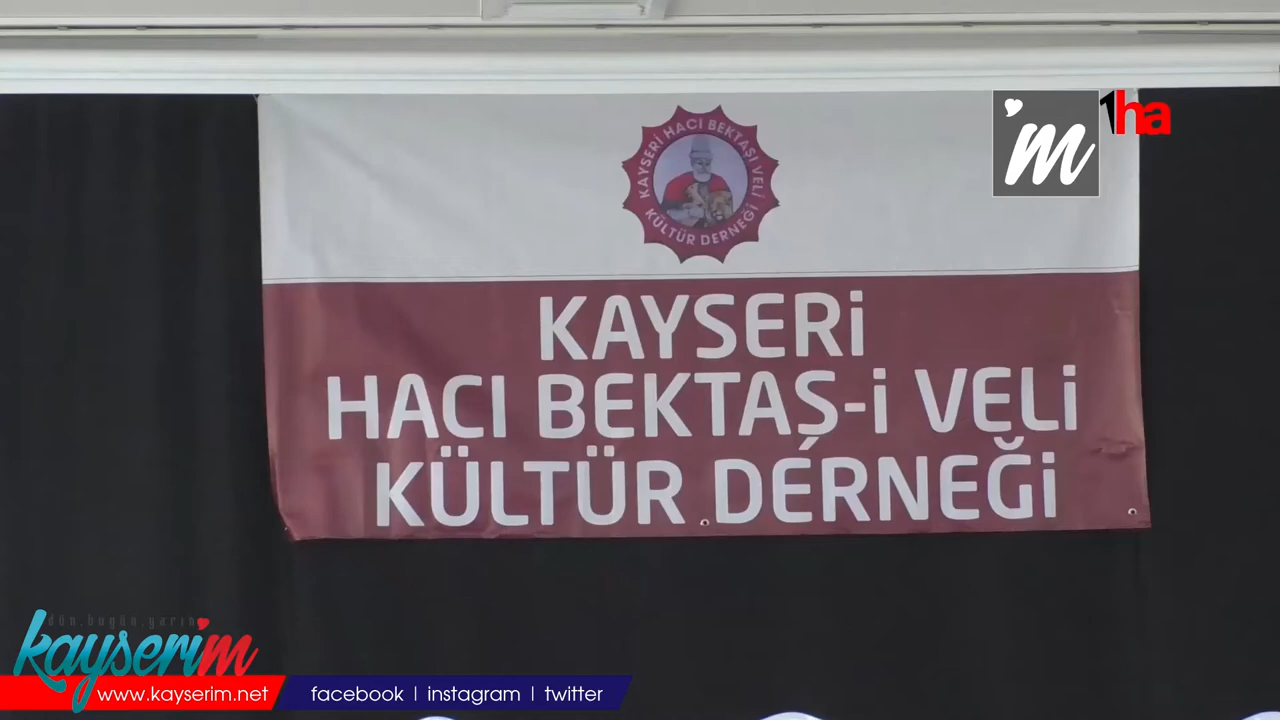 KAYSERİ HACI BEKTAŞİ VELİ
KÜLTÜR DERNEĞİ
'm
1ha
KAYSERİ
HACI BEKTAŞ-İ VELİ
KÜLTÜR DERNEĞİ
dün.bugün.yarın
kayserim
www.kayserim.net
facebook | instagram | twitter